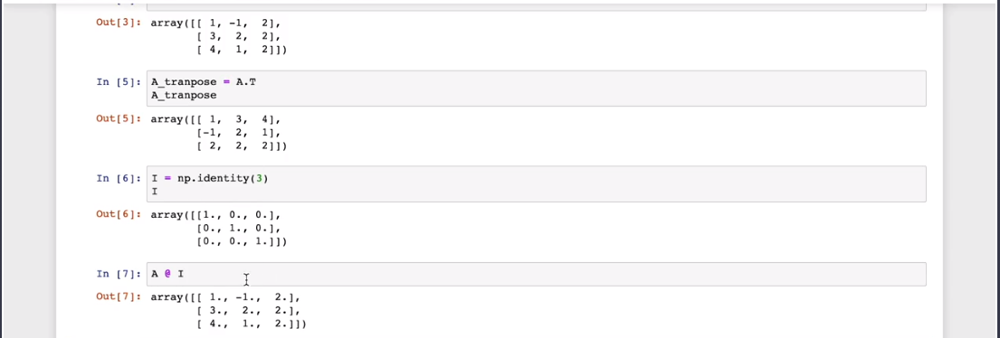 Out[3]: array([[ 1, -1,  2],
       [ 3,  2,  2],
       [ 4,  1,  2]])
In [5]: A_tranpose = A.T
A_tranpose
Out[5]: array([[ 1,  3,  4],
       [-1,  2,  1],
       [ 2,  2,  2]])
In [6]: I = np.identity(3)
I
Out[6]: array([[1., 0., 0.],
       [0., 1., 0.],
       [0., 0., 1.]])
In [7]: A @ I
Out[7]: array([[ 1., -1.,  2.],
       [ 3.,  2.,  2.],
       [ 4.,  1.,  2.]])